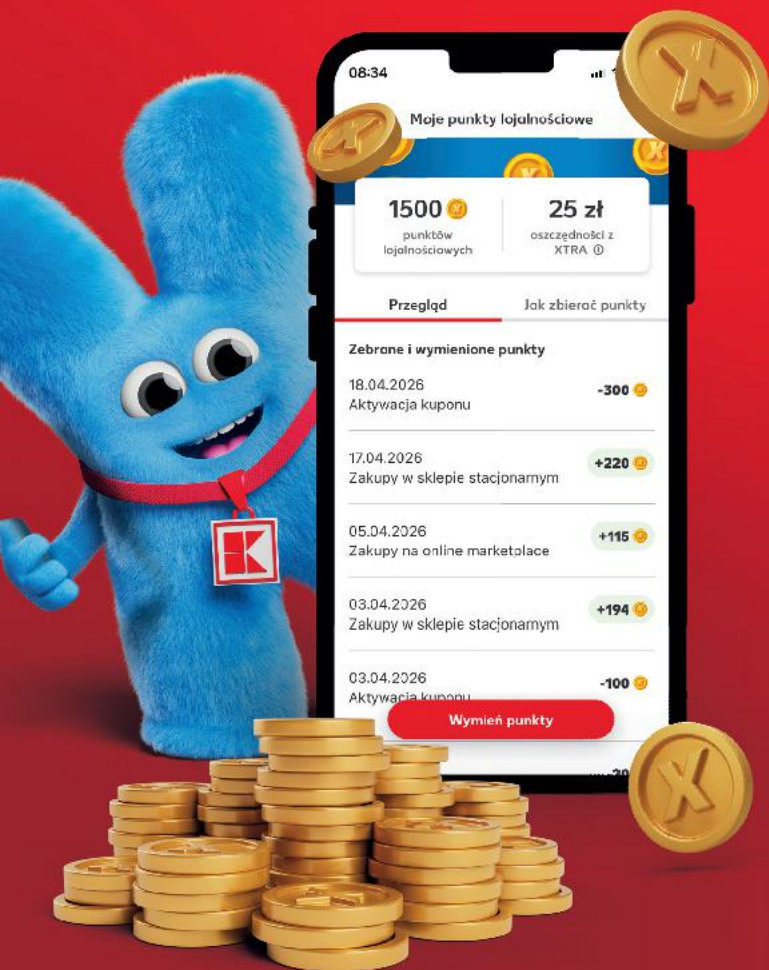 08:34
Moje punkty lojalnościowe
1500
25 zł
punktów
lojalnościowych
oszczędności z
XTRA
Przegląd
Jak zbierać punkty
Zebrane i wymienione punkty
18.04.2026
Aktywacja kuponu
-300
17.04.2026
Zakupy w sklepie stacjonarnym
+220
05.04.2026
Zakupy na online marketplace
+115
03.04.2026
Zakupy w sklepie stacjonarnym
+194
03.04.2026
Aktywacja kuponu
-100
Wymień punkty
X
X
X
K